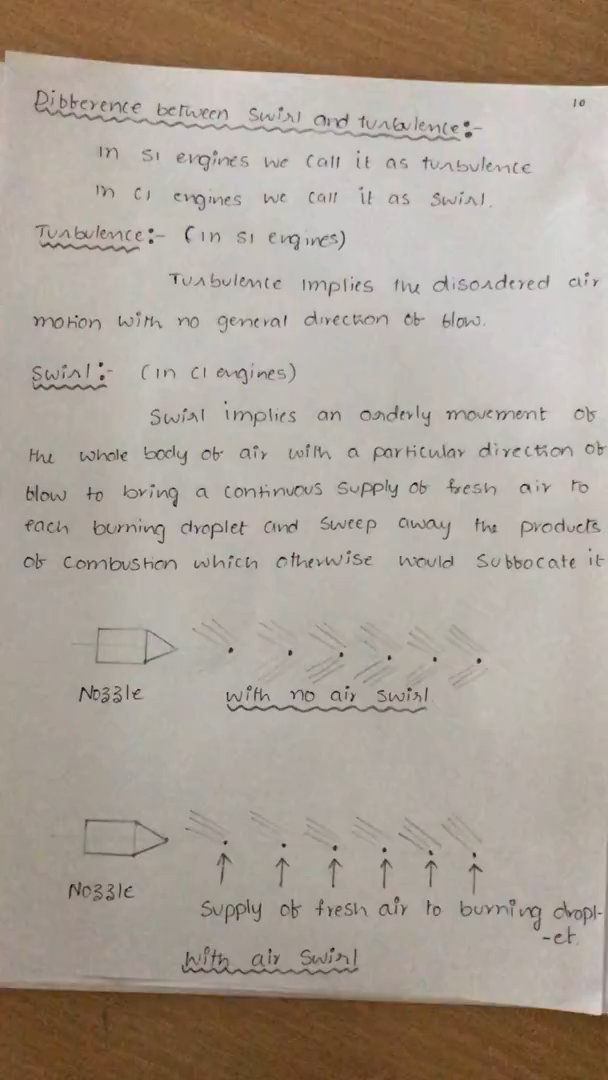 10
Difference between swirl and turbulence:-
In SI engines we call it as turbulence
In CI engines we call it as swirl.
Turbulence:- (in SI engines)
Turbulence implies the disordered air
motion with no general direction of flow.
Swirl:- (in CI engines)
Swirl implies an orderly movement of
the whole body of air with a particular direction of
flow to bring a continuous supply of fresh air to
each burning droplet and sweep away the products
of combustion which otherwise would suffocate it
Nozzle
with no air swirl
Nozzle
Supply of fresh air to burning dropl-
-et
With air Swirl